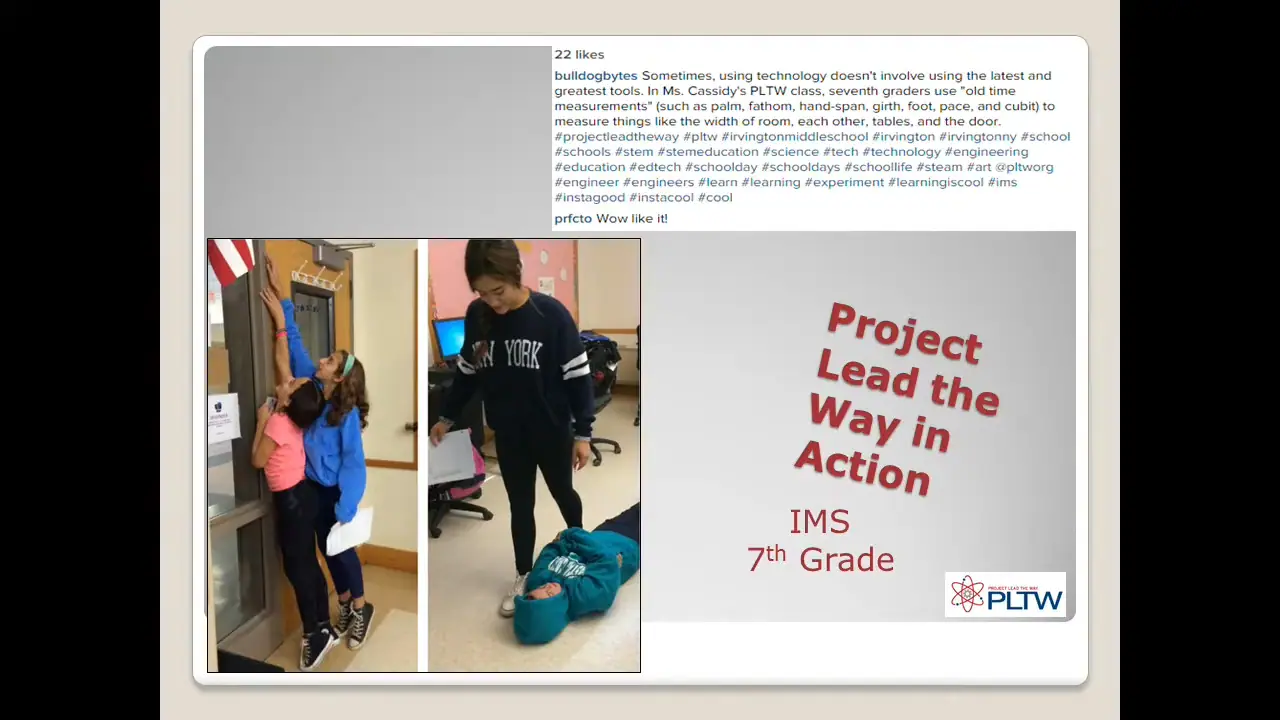 22 likes
bulldogbytes Sometimes, using technology doesn't involve using the latest and
greatest tools. In Ms. Cassidy's PLTW class, seventh graders use "old time
measurements" (such as palm, fathom, hand-span, girth, foot, pace, and cubit) to
measure things like the width of room, each other, tables, and the door.
#projectleadtheway #pltw #irvingtonmiddleschool #irvington #irvingtonny #school
#schools #stem #stemeducation #science #tech #technology #engineering
#education #edtech #schoolday #schooldays #schoollife #steam #art @pltworg
#engineer #engineers #learn #learning #experiment #learningiscool #ims
#instagood #instacool #cool
prfcto Wow like it!
YORK
Project
Lead the
Way in
Action
IMS
7th Grade
PROJECT LEAD THE WAY
PLTW